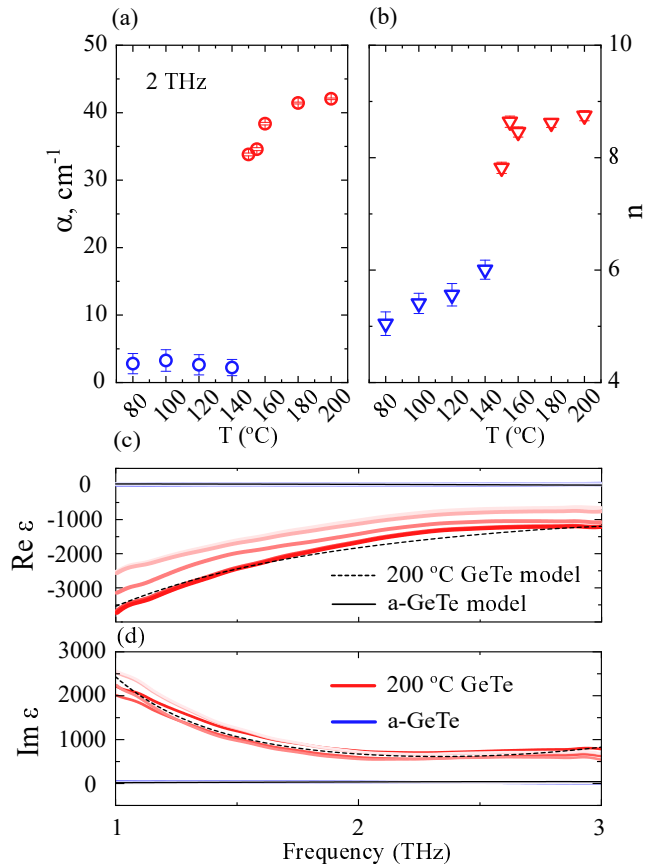 (a)
(b)
50
40
30
20
10
0
α, cm⁻¹
2 THz
80
100
120
140
160
180
200
T (ºC)
10
8
6
4
n
80
100
120
140
160
180
200
T (ºC)
(c)
0
-1000
-2000
-3000
Re ε
200 ºC GeTe model
a-GeTe model
(d)
3000
2000
1000
0
Im ε
200 ºC GeTe
a-GeTe
1
2
3
Frequency (THz)